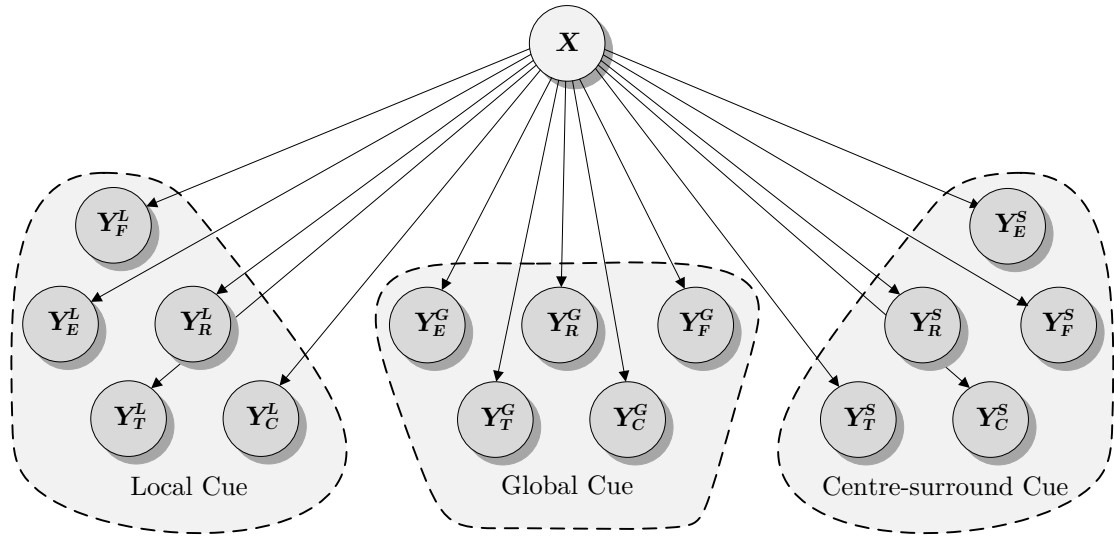 X
Y_F^L
Y_E^L
Y_R^L
Y_T^L
Y_C^L
Local Cue
Y_E^G
Y_R^G
Y_F^G
Y_T^G
Y_C^G
Global Cue
Y_E^S
Y_R^S
Y_F^S
Y_T^S
Y_C^S
Centre-surround Cue